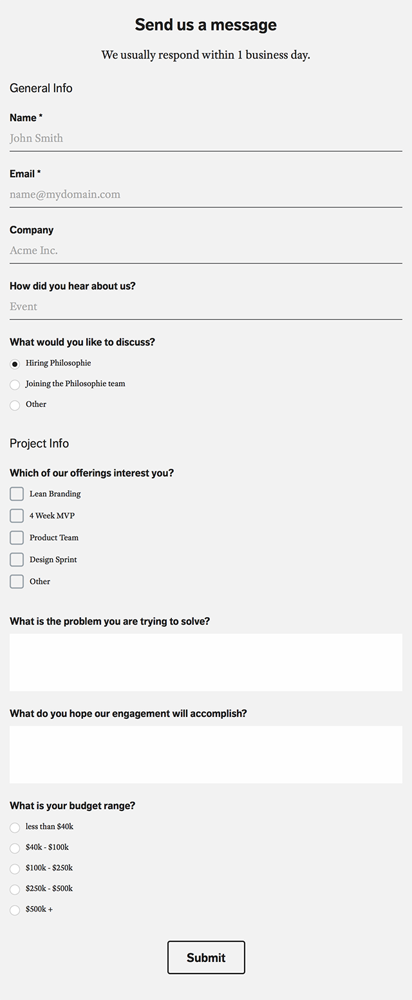 Send us a message
We usually respond within 1 business day.
General Info
Name *
John Smith
Email *
name@mydomain.com
Company
Acme Inc.
How did you hear about us?
Event
What would you like to discuss?
Hiring Philosophie
Joining the Philosophie team
Other
Project Info
Which of our offerings interest you?
Lean Branding
4 Week MVP
Product Team
Design Sprint
Other
What is the problem you are trying to solve?
What do you hope our engagement will accomplish?
What is your budget range?
less than $40k
$40k - $100k
$100k - $250k
$250k - $500k
$500k +
Submit